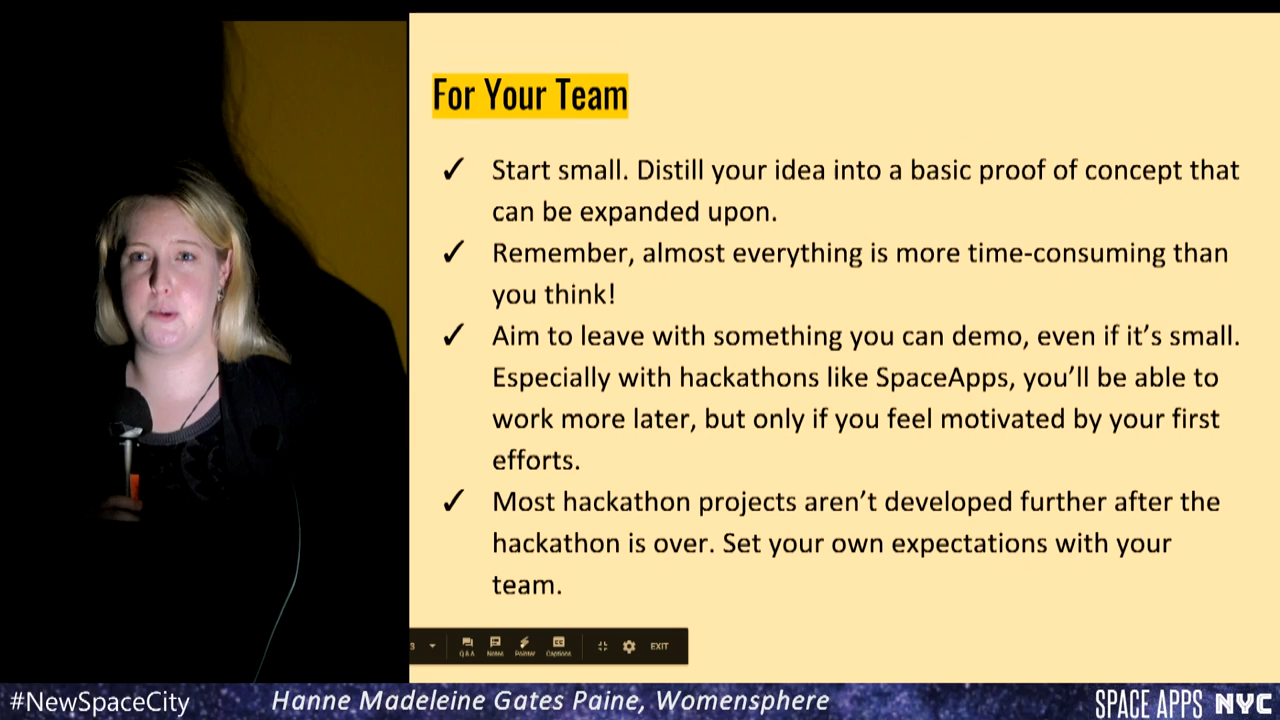 For Your Team
✓ Start small. Distill your idea into a basic proof of concept that
can be expanded upon.
✓ Remember, almost everything is more time-consuming than
you think!
✓ Aim to leave with something you can demo, even if it's small.
Especially with hackathons like SpaceApps, you'll be able to
work more later, but only if you feel motivated by your first
efforts.
✓ Most hackathon projects aren't developed further after the
hackathon is over. Set your own expectations with your
team.
Q&A Notes Pointer Captions EXIT
#NewSpaceCity Hanne Madeleine Gates Paine, Womensphere SPACE APPS NYC